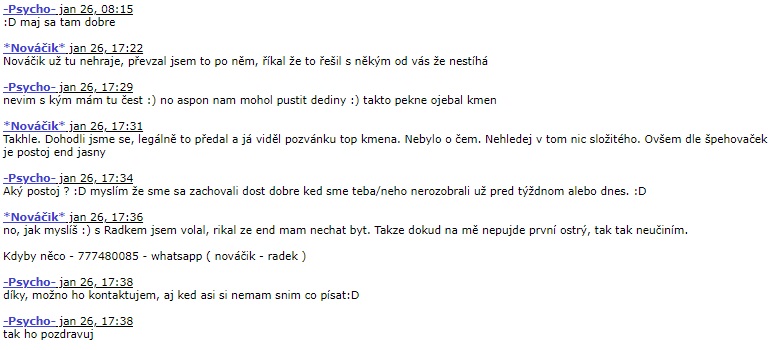 -Psycho- jan 26, 08:15
:D maj sa tam dobre
*Nováčik* jan 26, 17:22
Nováčik už tu nehraje, převzal jsem to po něm, říkal že to řešil s někým od vás že nestíhá
-Psycho- jan 26, 17:29
nevim s kým mám tu čest :) no aspon nam mohol pustit dediny :) takto pekne ojebal kmen
*Nováčik* jan 26, 17:31
Takhle. Dohodli jsme se, legálně to předal a já viděl pozvánku top kmena. Nebylo o čem. Nehledej v tom nic složitého. Ovšem dle špehovaček
je postoj end jasny
-Psycho- jan 26, 17:34
Aký postoj ? :D myslím že sme sa zachovali dost dobre ked sme teba/neho nerozobrali už pred týždnom alebo dnes. :D
*Nováčik* jan 26, 17:36
no, jak myslíš :) s Radkem jsem volal, rikal ze end mam nechat byt. Takze dokud na mě nepujde první ostrý, tak tak neučiním.
Kdyby něco - 777480085 - whatsapp ( nováčik - radek )
-Psycho- jan 26, 17:38
díky, možno ho kontaktujem, aj ked asi si nemam snim co písat:D
-Psycho- jan 26, 17:38
tak ho pozdravuj